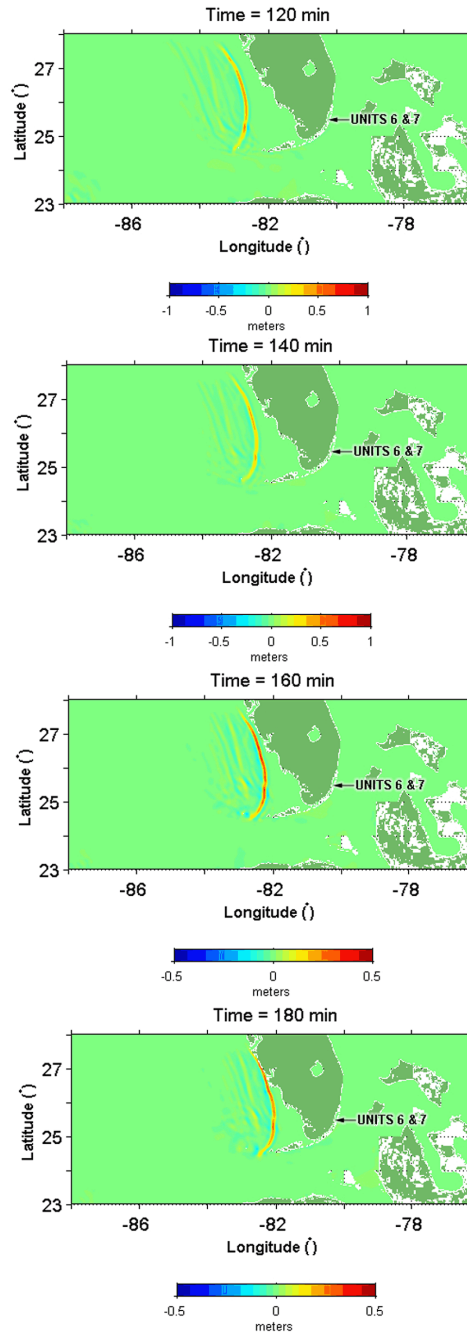 Time = 120 min
27
25
23
Latitude (°)
UNITS 6 & 7
-86
-82
-78
Longitude (°)
-1
-0.5
0
0.5
1
meters
Time = 140 min
27
25
23
Latitude (°)
UNITS 6 & 7
-86
-82
-78
Longitude (°)
-1
-0.5
0
0.5
1
meters
Time = 160 min
27
25
23
Latitude (°)
UNITS 6 & 7
-86
-82
-78
Longitude (°)
-0.5
0
0.5
meters
Time = 180 min
27
25
23
Latitude (°)
UNITS 6 & 7
-86
-82
-78
Longitude (°)
-0.5
0
0.5
meters